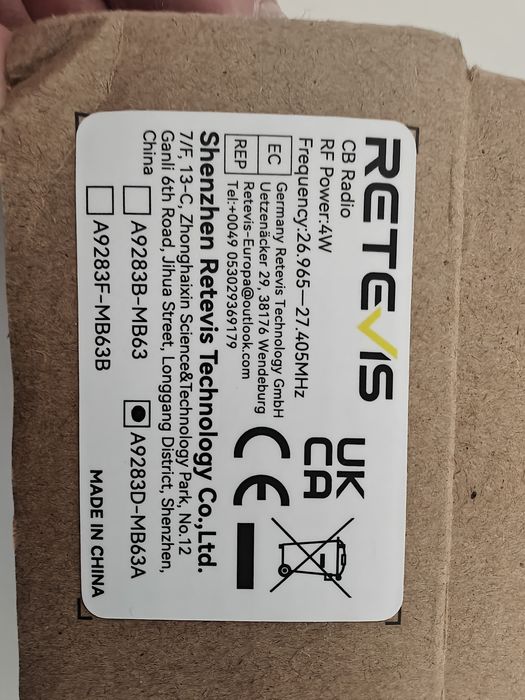 RETEVIS
CB Radio
RF Power:4W
Frequency:26.965—27.405MHz
UK
CA
EC
REP
Germany Retevis Technology GmbH
Uetzenäcker 29, 38176 Wendeburg
Retevis-Europa@outlook.com
Tel:+0049 053029369179
CE
Shenzhen Retevis Technology Co.,Ltd.
7/F, 13-C, Zhonghaixin Science&Technology Park, No.12
Ganli 6th Road, Jihua Street, Longgang District, Shenzhen,
China
A9283B-MB63
A9283D-MB63A
A9283F-MB63B
MADE IN CHINA